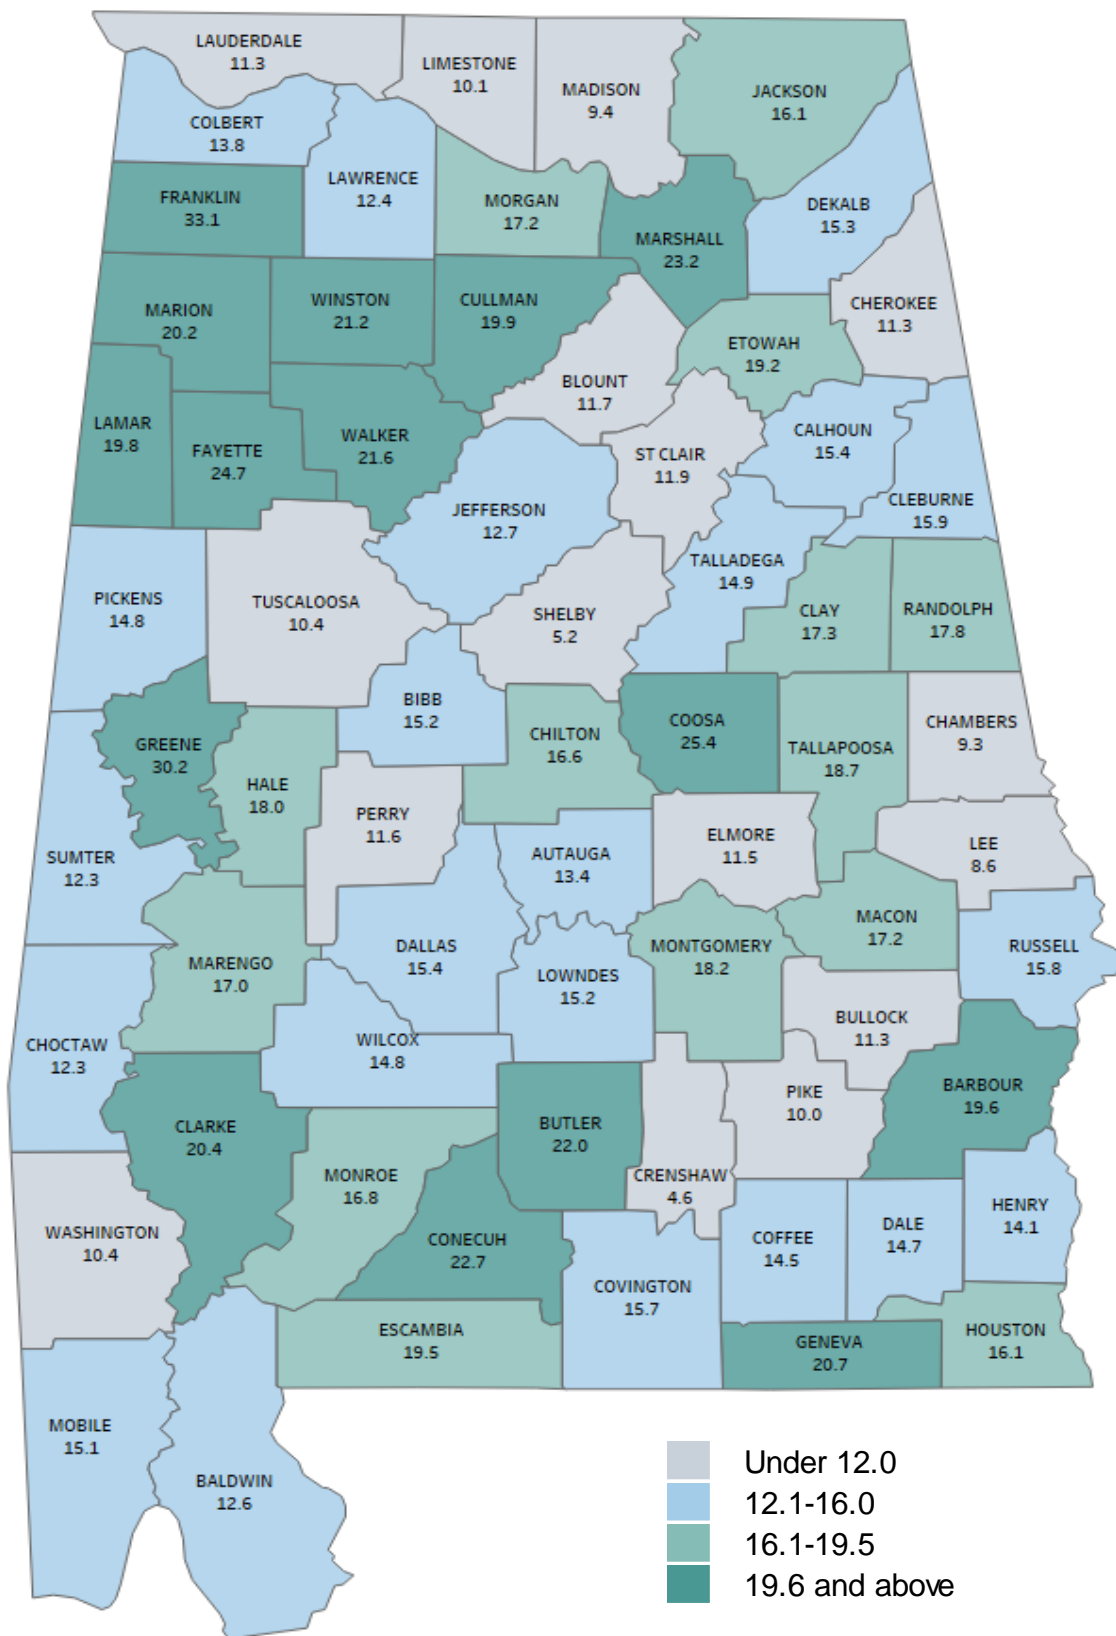 LAUDERDALE
11.3
LIMESTONE
10.1
MADISON
9.4
JACKSON
16.1
COLBERT
13.8
LAWRENCE
12.4
FRANKLIN
33.1
MORGAN
17.2
DEKALB
15.3
MARSHALL
23.2
MARION
20.2
WINSTON
21.2
CULLMAN
19.9
CHEROKEE
11.3
ETOWAH
19.2
BLOUNT
11.7
LAMAR
19.8
FAYETTE
24.7
WALKER
21.6
ST CLAIR
11.9
CALHOUN
15.4
CLEBURNE
15.9
JEFFERSON
12.7
TALLADEGA
14.9
PICKENS
14.8
TUSCALOOSA
10.4
SHELBY
5.2
CLAY
17.3
RANDOLPH
17.8
BIBB
15.2
CHILTON
16.6
COOSA
25.4
TALLAPOOSA
18.7
CHAMBERS
9.3
GREENE
30.2
HALE
18.0
PERRY
11.6
ELMORE
11.5
LEE
8.6
SUMTER
12.3
AUTAUGA
13.4
MACON
17.2
RUSSELL
15.8
MARENGO
17.0
DALLAS
15.4
LOWNDES
15.2
MONTGOMERY
18.2
BULLOCK
11.3
CHOCTAW
12.3
WILCOX
14.8
PIKE
10.0
BARBOUR
19.6
CLARKE
20.4
BUTLER
22.0
MONROE
16.8
CRENSHAW
4.6
HENRY
14.1
WASHINGTON
10.4
CONECUH
22.7
COFFEE
14.5
DALE
14.7
COVINGTON
15.7
ESCAMBIA
19.5
GENEVA
20.7
HOUSTON
16.1
MOBILE
15.1
BALDWIN
12.6
Under 12.0
12.1-16.0
16.1-19.5
19.6 and above